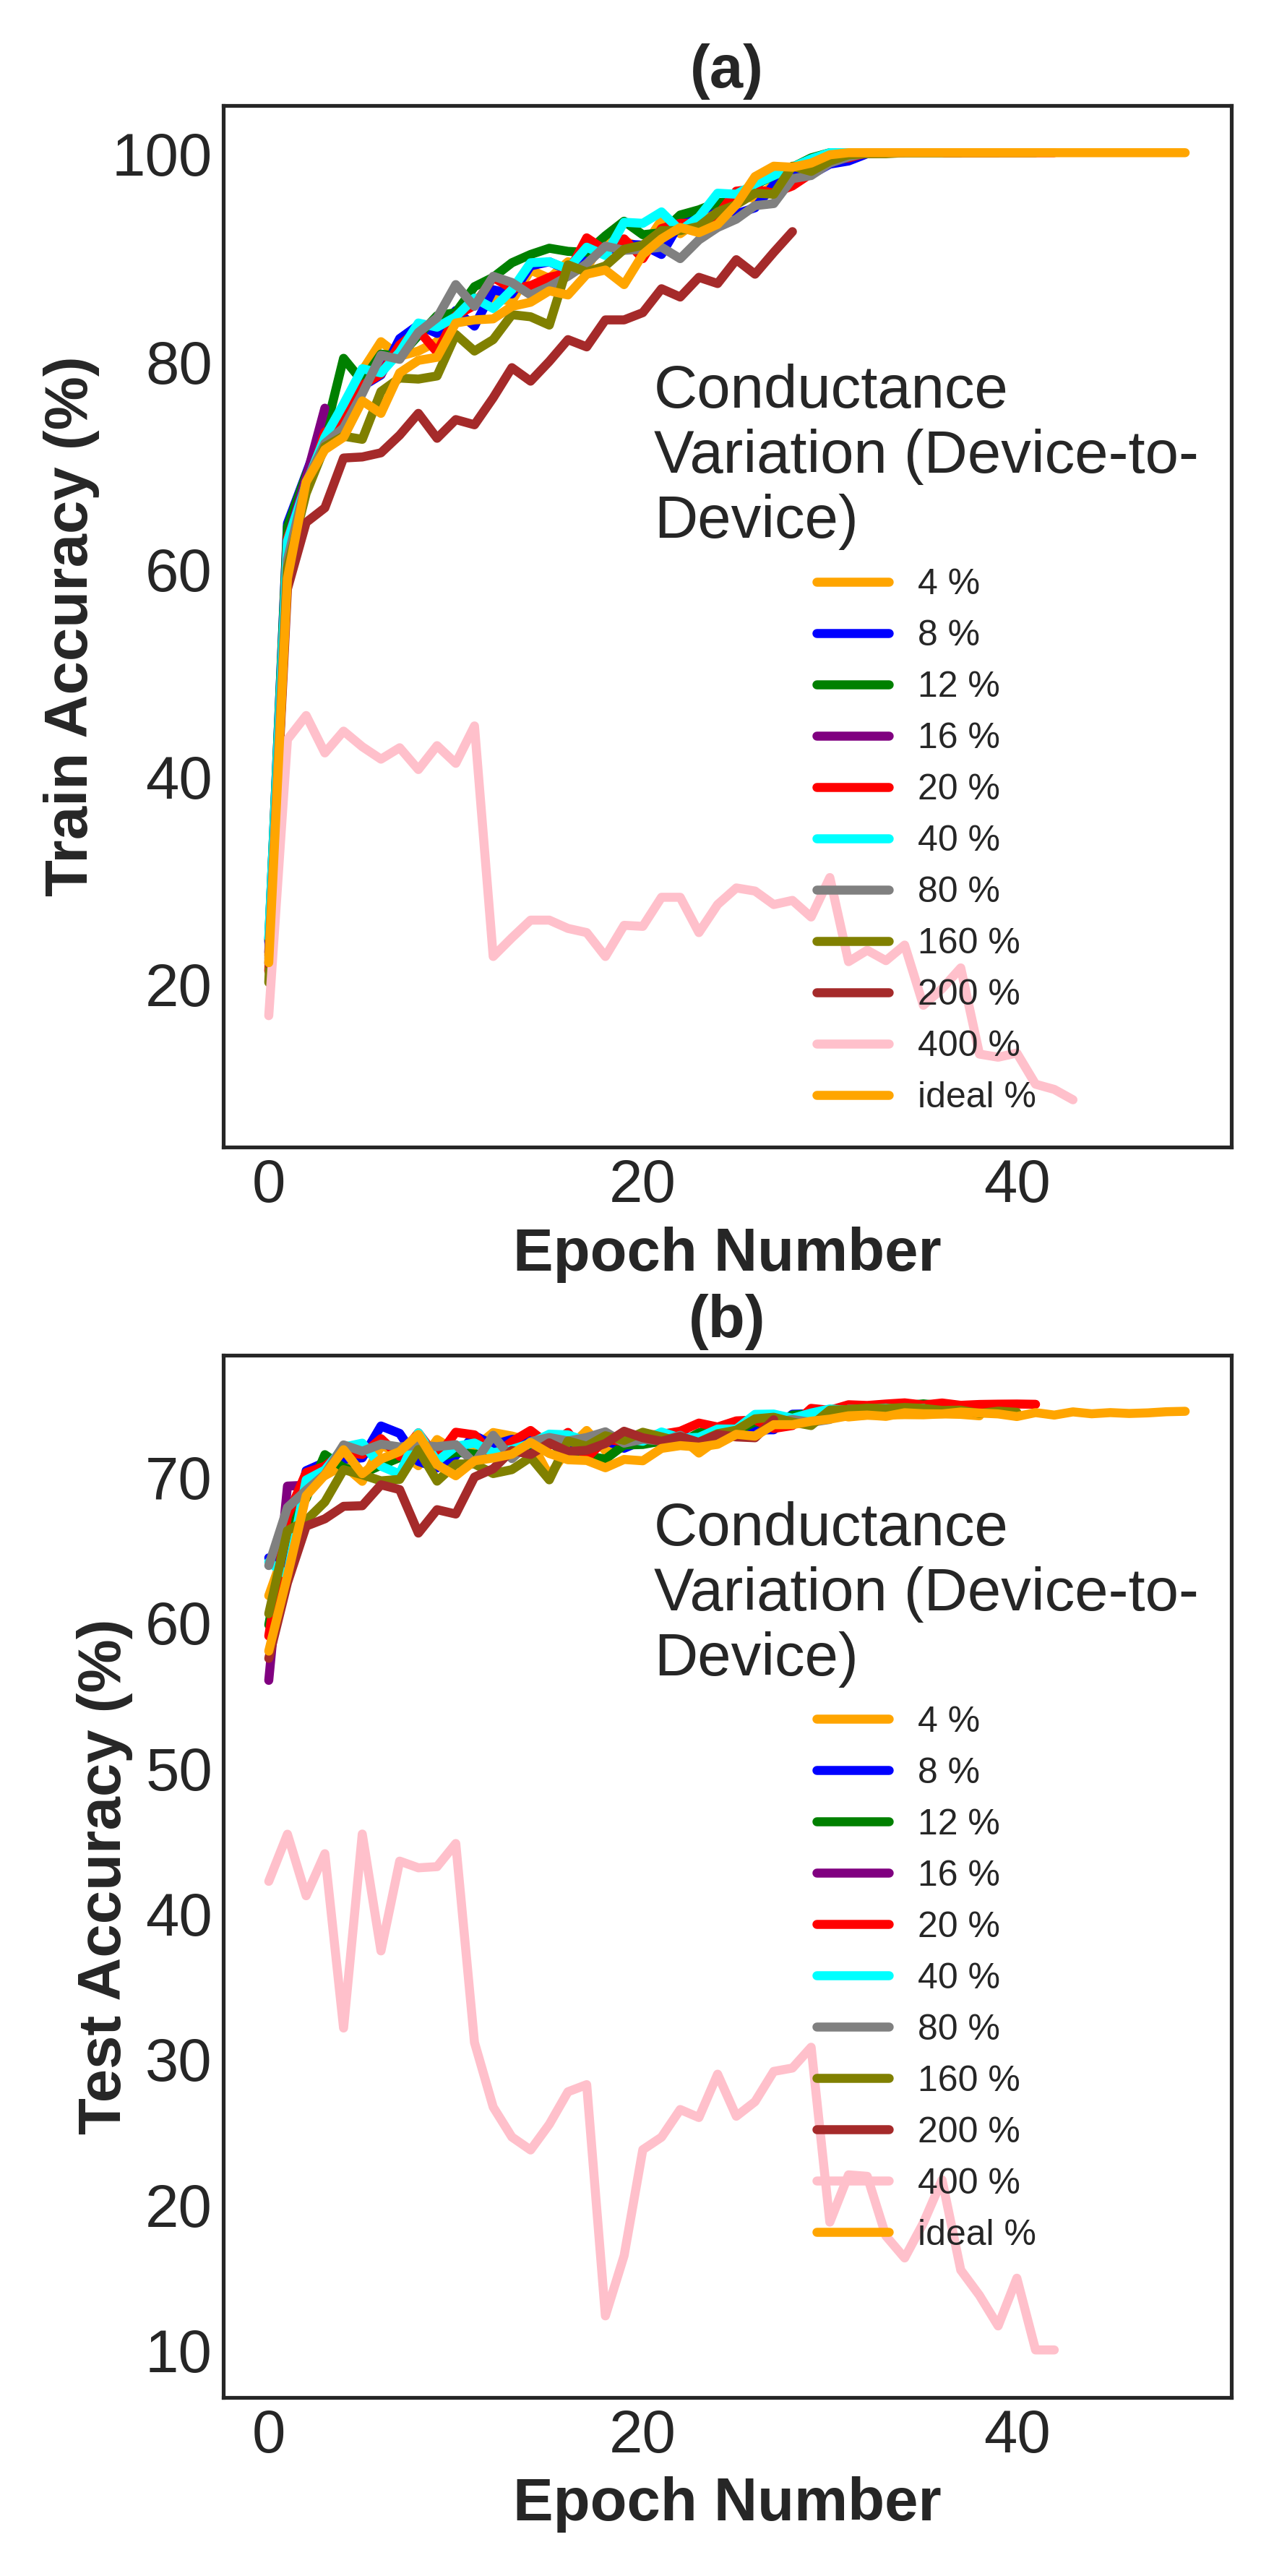 (a)
100
80
60
40
20
Train Accuracy (%)
Conductance
Variation (Device-to-
Device)
4 %
8 %
12 %
16 %
20 %
40 %
80 %
160 %
200 %
400 %
ideal %
0 20 40
Epoch Number
(b)
70
60
50
40
30
20
10
Test Accuracy (%)
Conductance
Variation (Device-to-
Device)
4 %
8 %
12 %
16 %
20 %
40 %
80 %
160 %
200 %
400 %
ideal %
0 20 40
Epoch Number